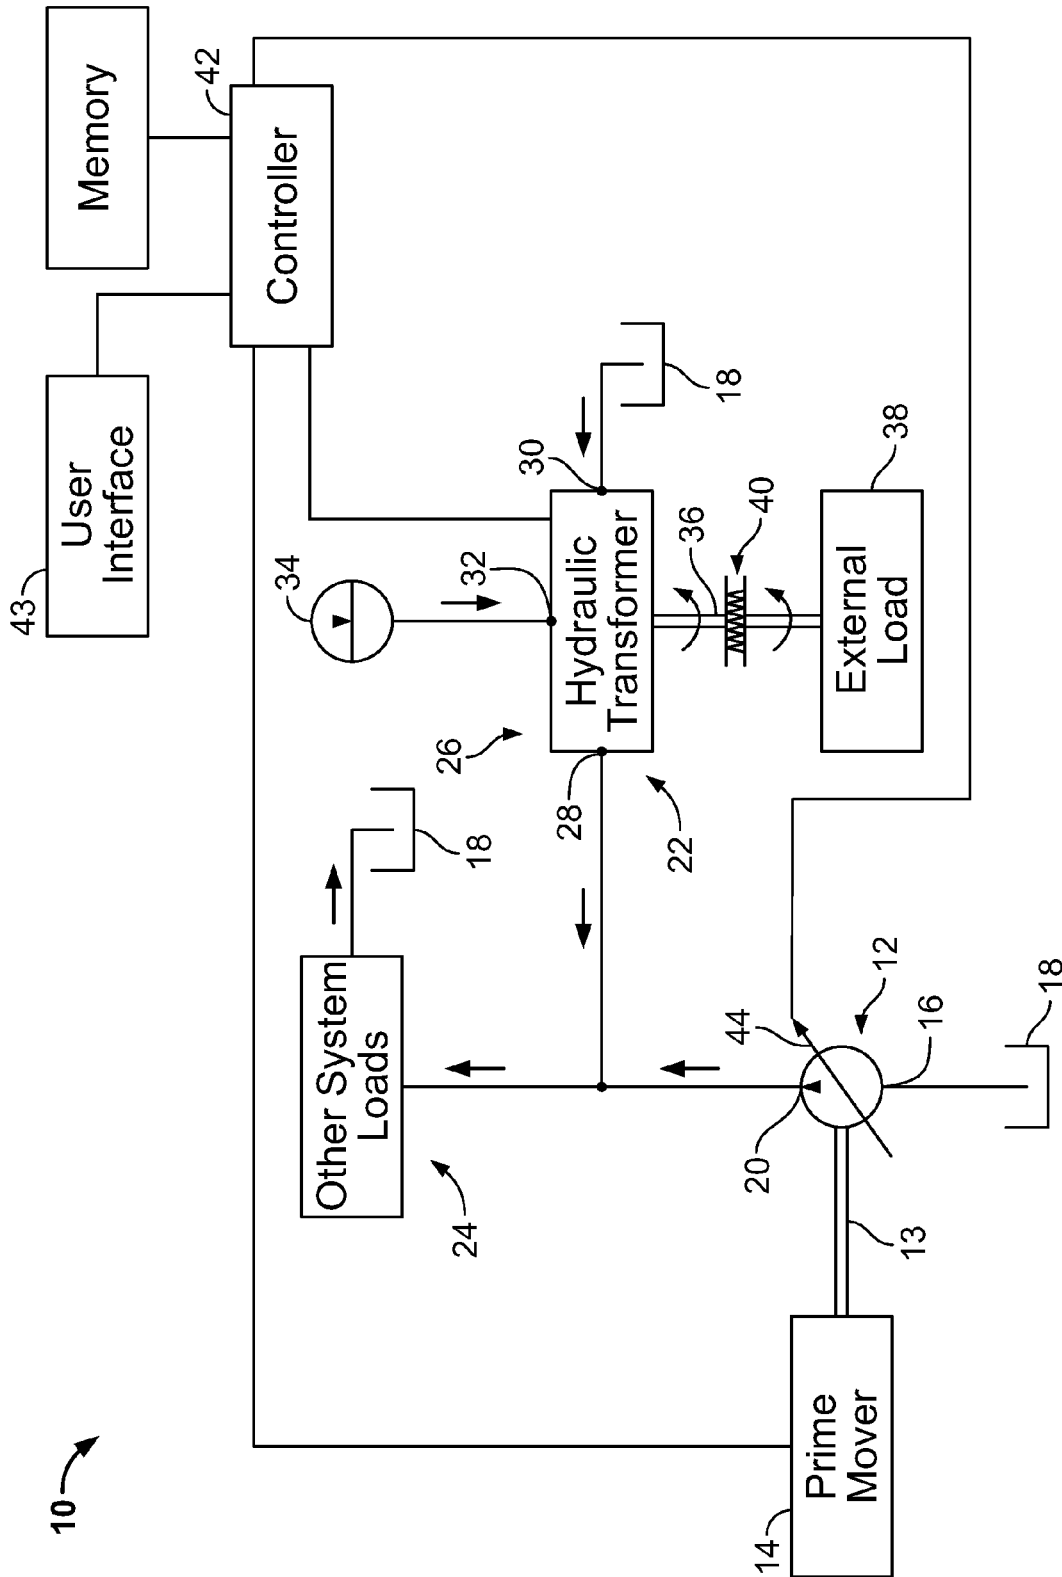 10
14
Prime
Mover
13
20
44
12
16
18
24
Other System
Loads
18
28
22
26
Hydraulic
Transformer
34
32
30
18
36
40
External
Load
38
43
User
Interface
Memory
42
Controller